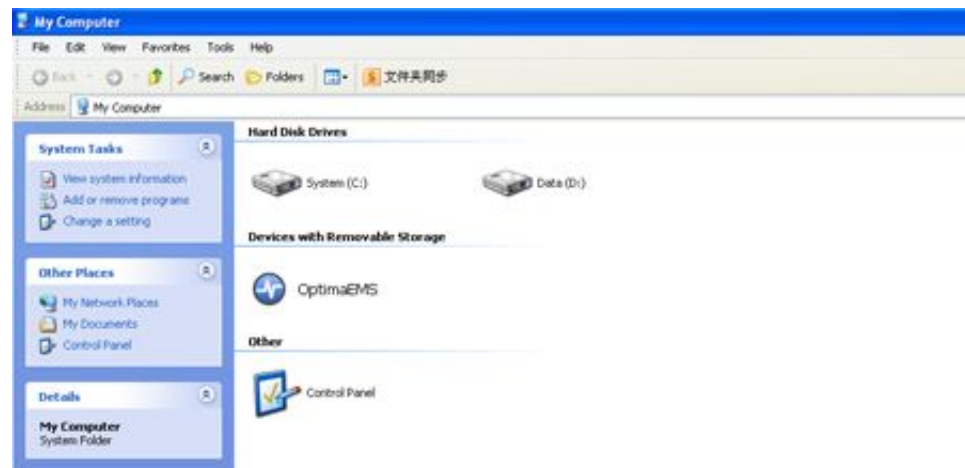 My Computer
File Edit View Favorites Tools Help
Back Search Folders 文件夹同步
Address My Computer
System Tasks
View system information
Add or remove programs
Change a setting
Other Places
My Network Places
My Documents
Control Panel
Details
My Computer
System Folder
Hard Disk Drives
System (C:) Data (D:)
Devices with Removable Storage
OptimaEMS
Other
Control Panel